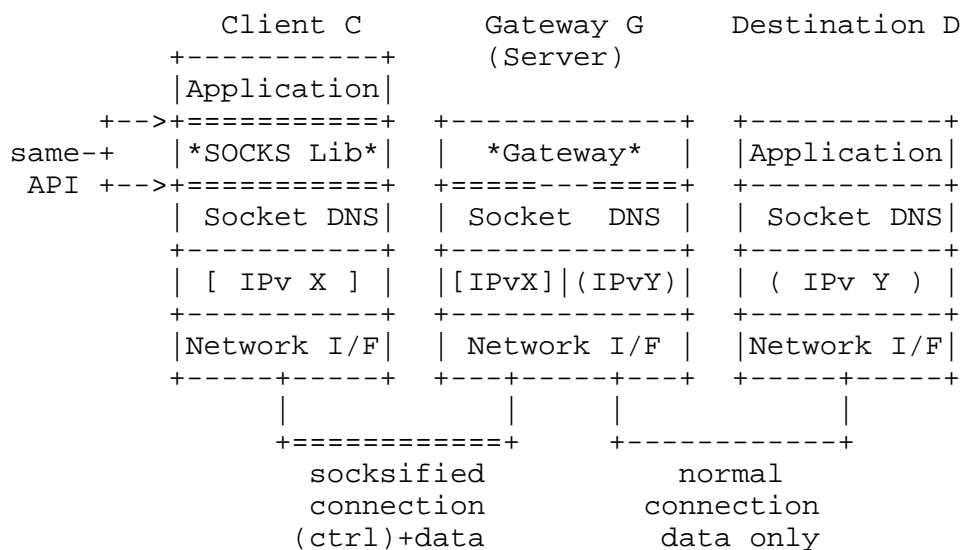 Client C       Gateway G     Destination D
           +-----------+     (Server)
           |Application|
       +-->+===========+  +-------------+  +-----------+
 same-+    |*SOCKS Lib*|  |  *Gateway*  |  |Application|
  API +-->+===========+  +=====---=====+  +-----------+
           | Socket DNS|  | Socket  DNS |  | Socket DNS|
           +-----------+  +-------------+  +-----------+
           | [ IPv X ] |  |[IPvX]|(IPvY)|  | ( IPv Y ) |
           +-----------+  +-------------+  +-----------+
           |Network I/F|  | Network I/F |  |Network I/F|
           +-----+-----+  +---+-----+---+  +-----+-----+
                 |            |     |            |
                 +============+     +------------+
                   socksified           normal
                   connection         connection
                  (ctrl)+data          data only